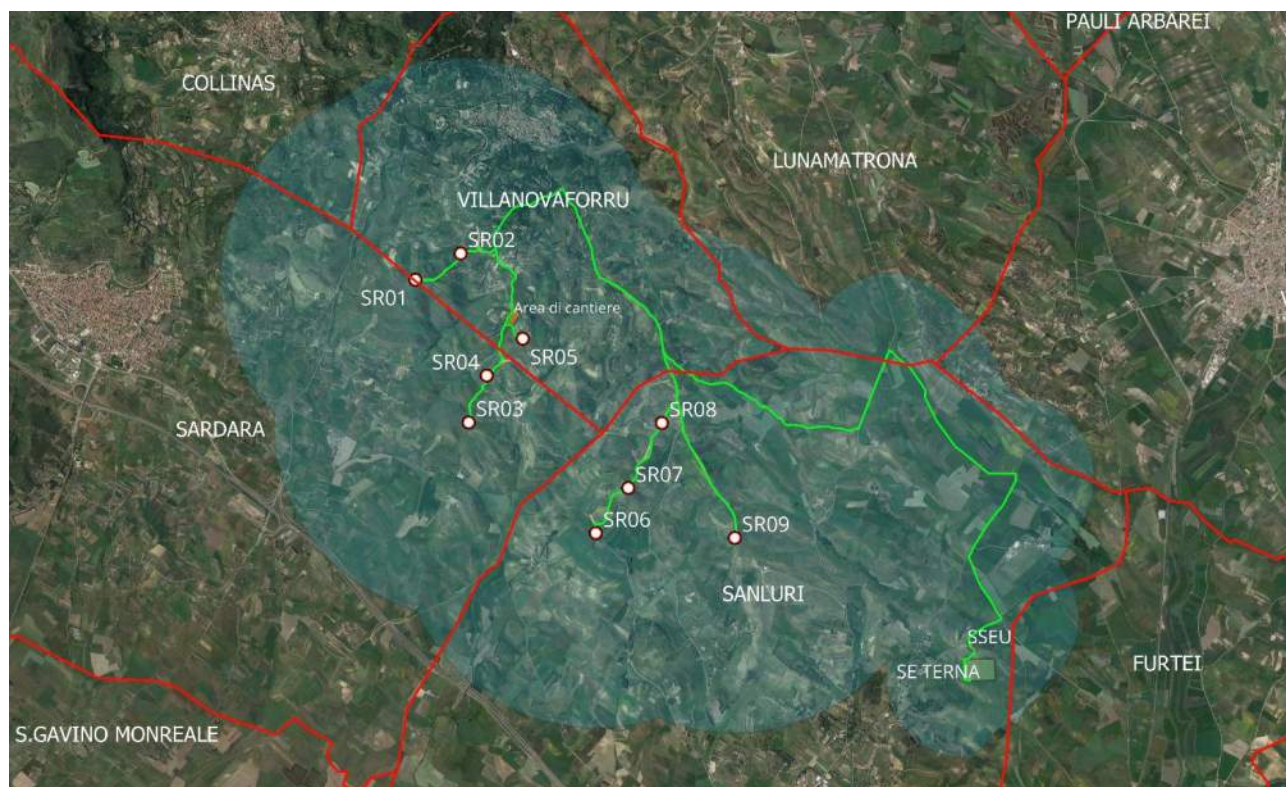 PAULI ARBAREI
COLLINAS
LUNAMATRONA
VILLANOVAFORRU
SR02
SR01
Area di cantiere
SR05
SR04
SR03
SR08
SARDARA
SR07
SR06
SR09
SANLURI
SSEU
SE TERNA
FURTEI
S.GAVINO MONREALE